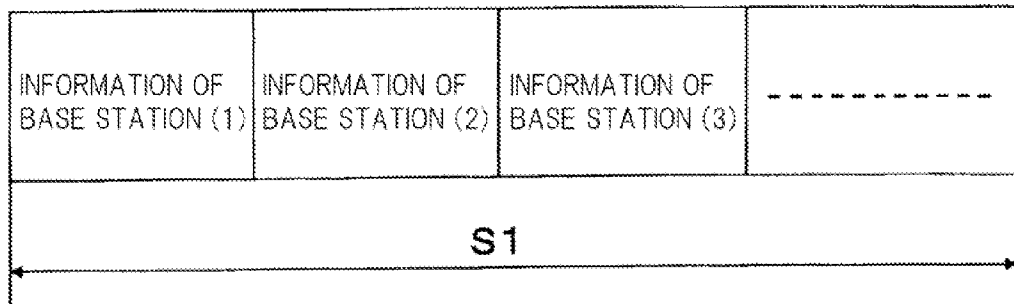 INFORMATION OF
BASE STATION (1)
INFORMATION OF
BASE STATION (2)
INFORMATION OF
BASE STATION (3)
S1